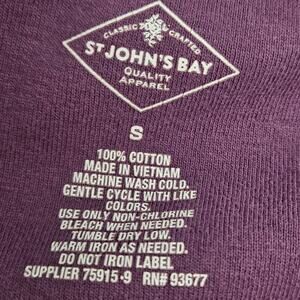 CLASSIC CRAFTED
ST JOHN'S BAY
QUALITY
APPAREL
S
100% COTTON
MADE IN VIETNAM
MACHINE WASH COLD.
GENTLE CYCLE WITH LIKE
COLORS.
USE ONLY NON-CHLORINE
BLEACH WHEN NEEDED.
TUMBLE DRY LOW.
WARM IRON AS NEEDED.
DO NOT IRON LABEL
SUPPLIER 75915-9 RN# 93677